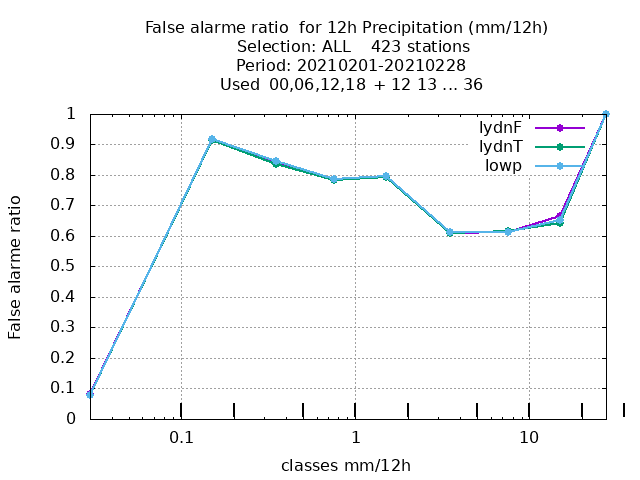 False alarme ratio  for 12h Precipitation (mm/12h)
Selection: ALL    423 stations
Period: 20210201-20210228
Used  00,06,12,18  + 12 13 ... 36
lydnF
lydnT
lowp
1
0.9
0.8
0.7
0.6
0.5
0.4
0.3
0.2
0.1
0
False alarme ratio
0.1
1
10
classes mm/12h